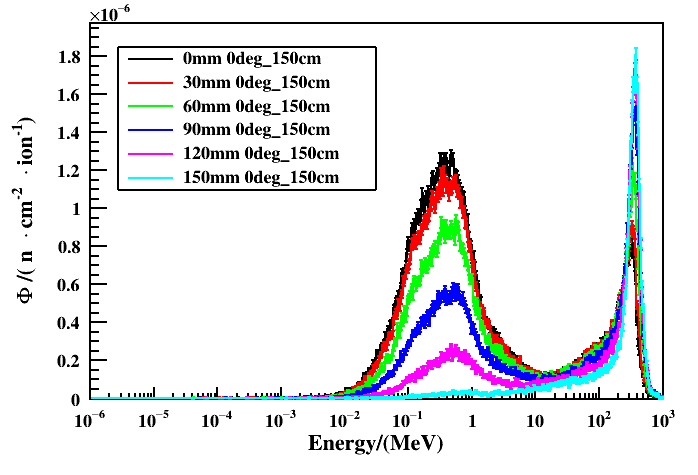 ×10⁻⁶
0mm 0deg_150cm
30mm 0deg_150cm
60mm 0deg_150cm
90mm 0deg_150cm
120mm 0deg_150cm
150mm 0deg_150cm
Φ /( n · cm⁻² · ion⁻¹)
1.8
1.6
1.4
1.2
1
0.8
0.6
0.4
0.2
0
10⁻⁶ 10⁻⁵ 10⁻⁴ 10⁻³ 10⁻² 10⁻¹ 1 10 10² 10³
Energy/(MeV)